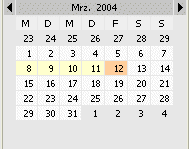 Mrz. 2004
M D M D F S S
23 24 25 26 27 28 29
1 2 3 4 5 6 7
8 9 10 11 12 13 14
15 16 17 18 19 20 21
22 23 24 25 26 27 28
29 30 31 1 2 3 4